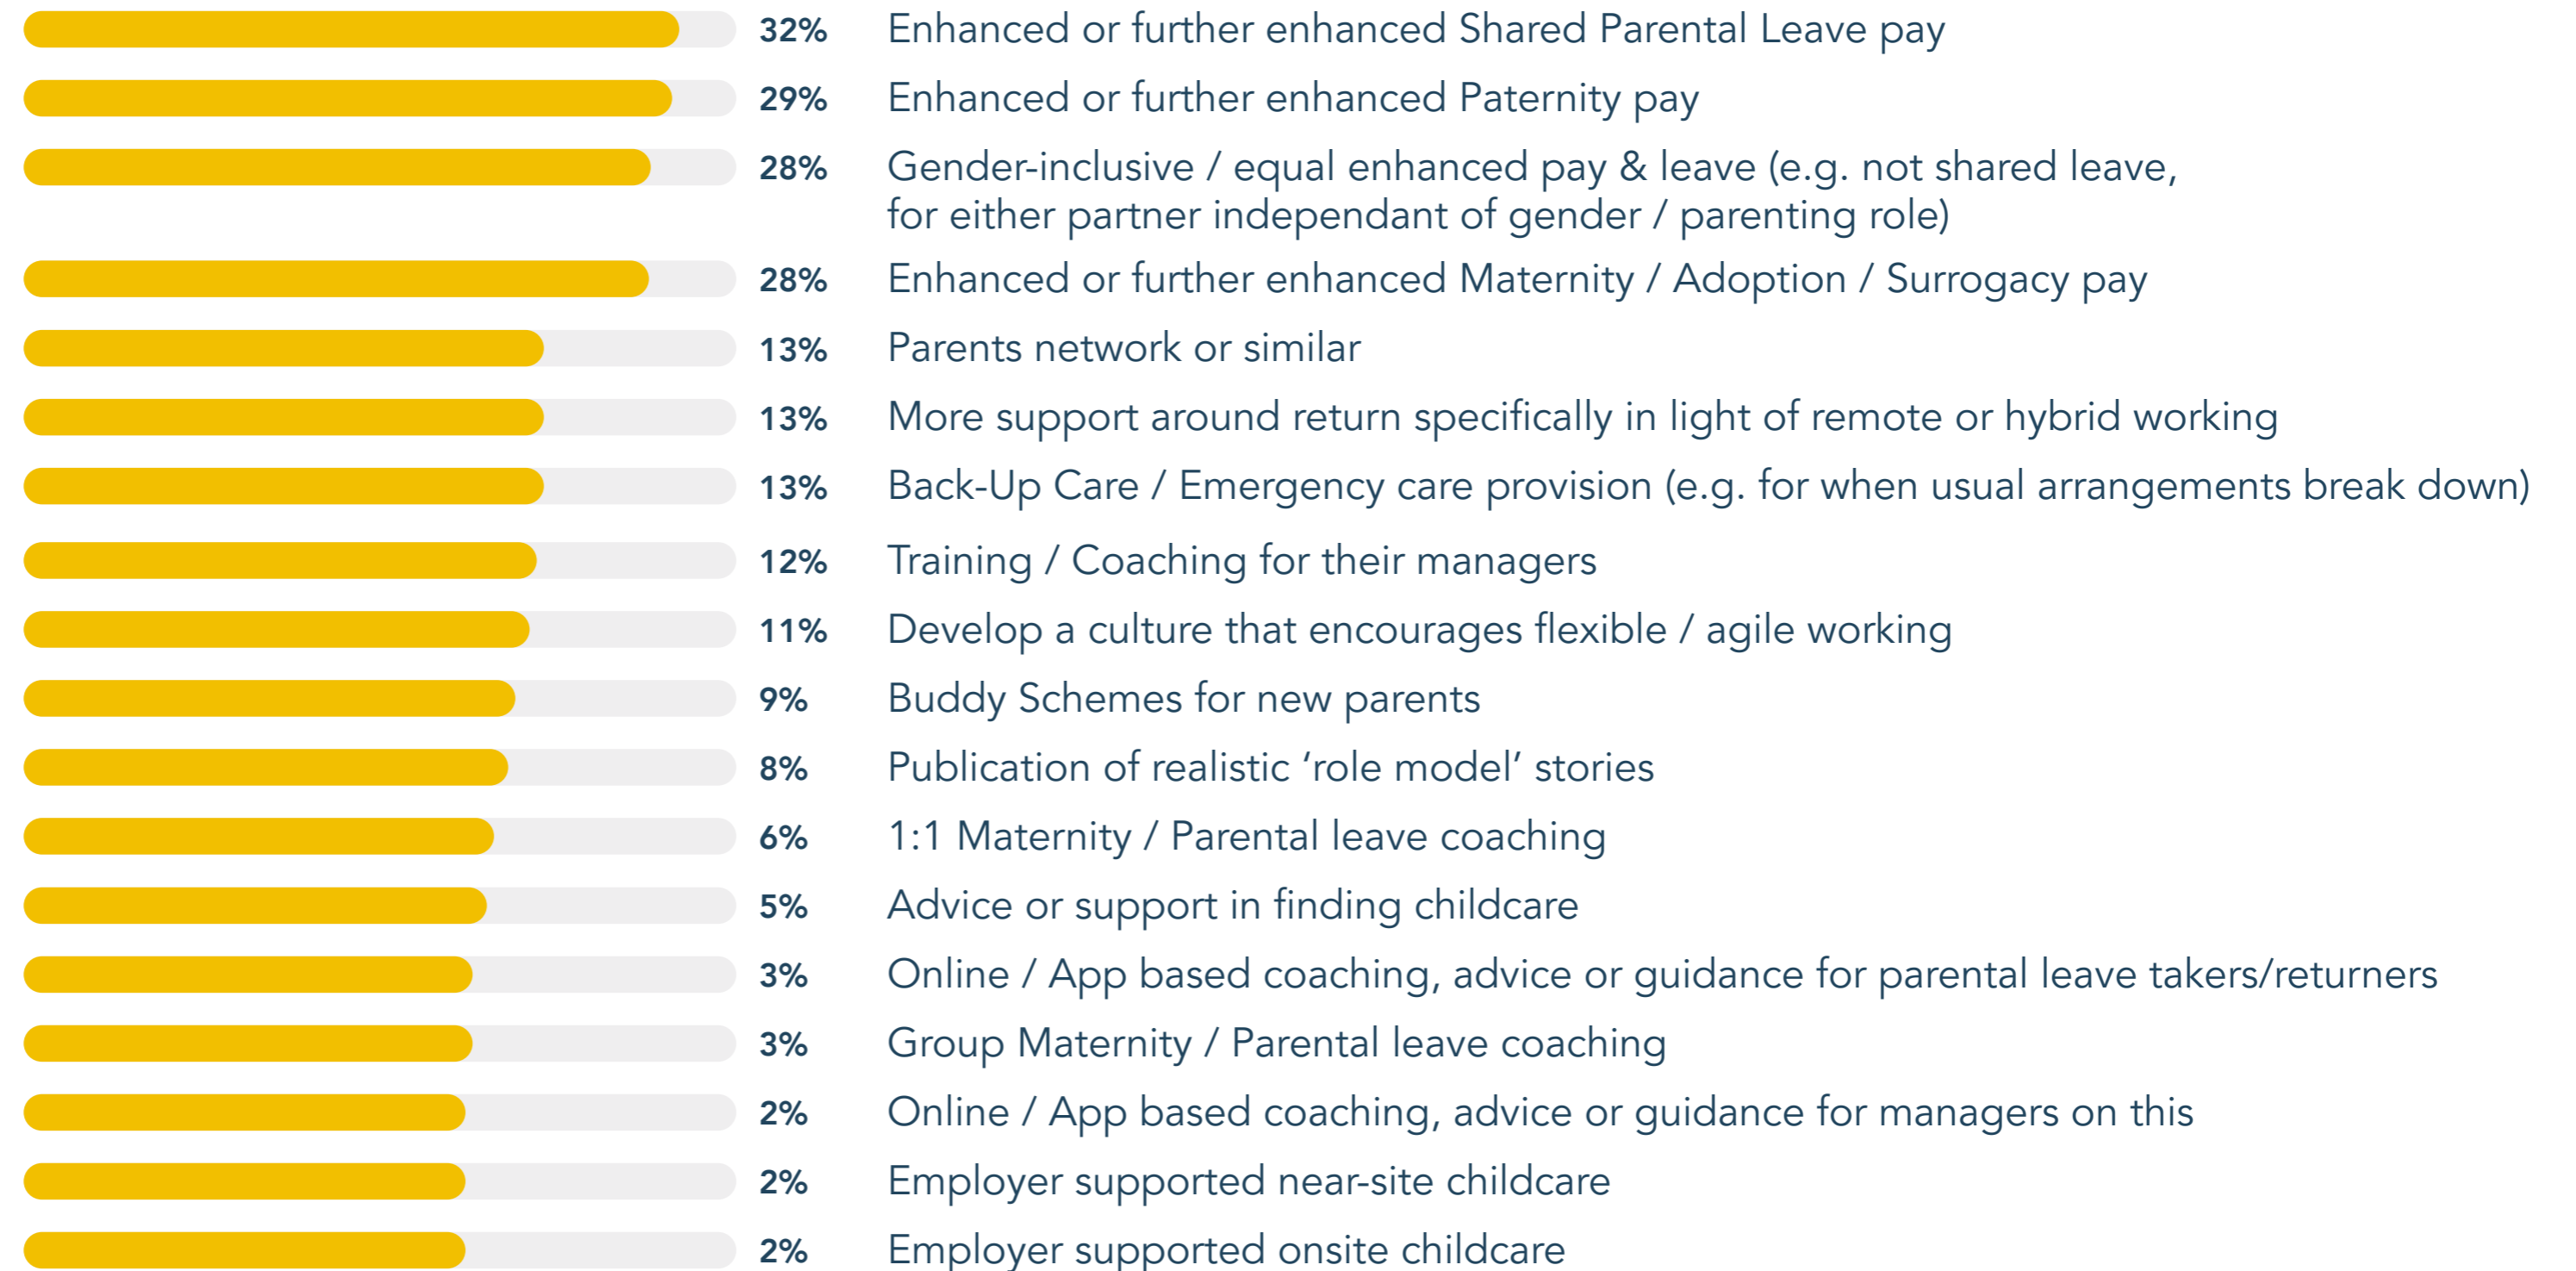 32% Enhanced or further enhanced Shared Parental Leave pay
29% Enhanced or further enhanced Paternity pay
28% Gender-inclusive / equal enhanced pay & leave (e.g. not shared leave,
for either partner independant of gender / parenting role)
28% Enhanced or further enhanced Maternity / Adoption / Surrogacy pay
13% Parents network or similar
13% More support around return specifically in light of remote or hybrid working
13% Back-Up Care / Emergency care provision (e.g. for when usual arrangements break down)
12% Training / Coaching for their managers
11% Develop a culture that encourages flexible / agile working
9% Buddy Schemes for new parents
8% Publication of realistic ‘role model’ stories
6% 1:1 Maternity / Parental leave coaching
5% Advice or support in finding childcare
3% Online / App based coaching, advice or guidance for parental leave takers/returners
3% Group Maternity / Parental leave coaching
2% Online / App based coaching, advice or guidance for managers on this
2% Employer supported near-site childcare
2% Employer supported onsite childcare